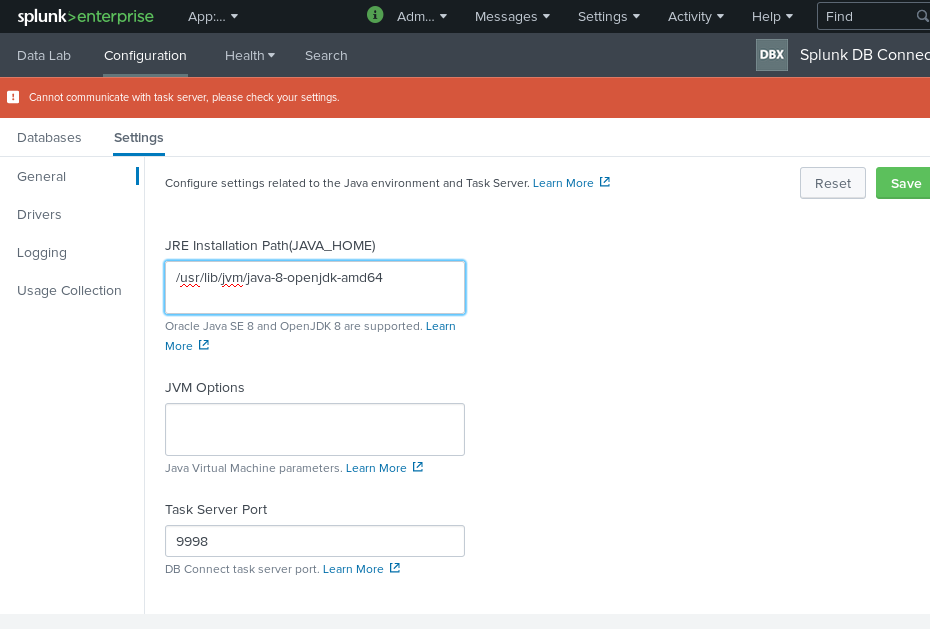 splunk>enterprise App:... Adm... Messages Settings Activity Help Find
Data Lab Configuration Health Search DBX Splunk DB Connec
Cannot communicate with task server, please check your settings.
Databases Settings
General
Drivers
Logging
Usage Collection
Configure settings related to the Java environment and Task Server. Learn More
Reset Save
JRE Installation Path(JAVA_HOME)
/usr/lib/jvm/java-8-openjdk-amd64
Oracle Java SE 8 and OpenJDK 8 are supported. Learn
More
JVM Options
Java Virtual Machine parameters. Learn More
Task Server Port
9998
DB Connect task server port. Learn More